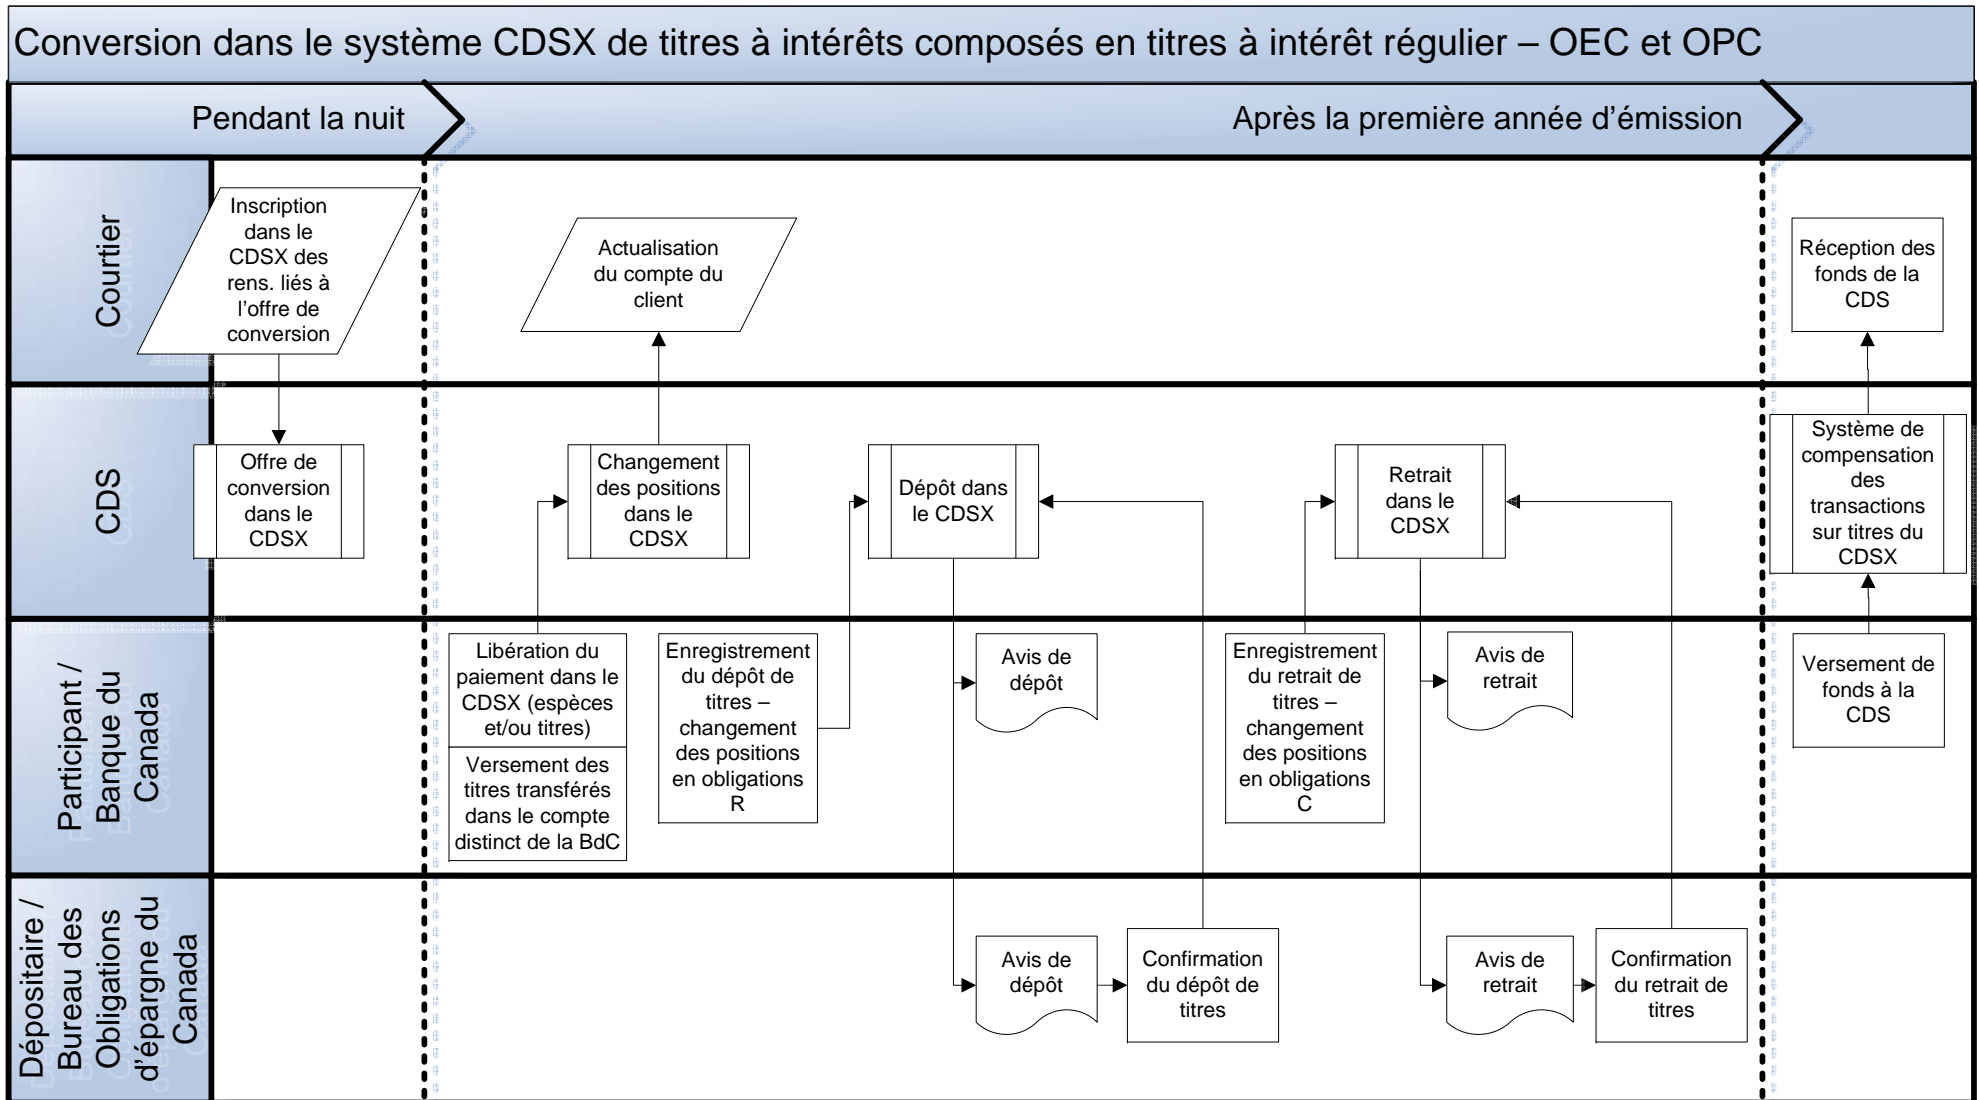 Conversion dans le système CDSX de titres à intérêts composés en titres à intérêt régulier – OEC et OPC
Pendant la nuit
Après la première année d'émission
Courtier
Inscription
dans le
CDSX des
rens. liés à
l'offre de
conversion
Actualisation
du compte du
client
Réception des
fonds de la
CDS
CDS
Offre de
conversion
dans le
CDSX
Changement
des positions
dans le
CDSX
Dépôt dans
le CDSX
Retrait
dans le
CDSX
Système de
compensation
des
transactions
sur titres du
CDSX
Participant /
Banque du
Canada
Libération du
paiement dans le
CDSX (espèces
et/ou titres)
Versement des
titres transférés
dans le compte
distinct de la BdC
Enregistrement
du dépôt de
titres –
changement
des positions
en obligations
R
Avis de
dépôt
Enregistrement
du retrait de
titres –
changement
des positions
en obligations
C
Avis de
retrait
Versement de
fonds à la
CDS
Dépositaire /
Bureau des
Obligations
d'épargne du
Canada
Avis de
dépôt
Confirmation
du dépôt de
titres
Avis de
retrait
Confirmation
du retrait de
titres